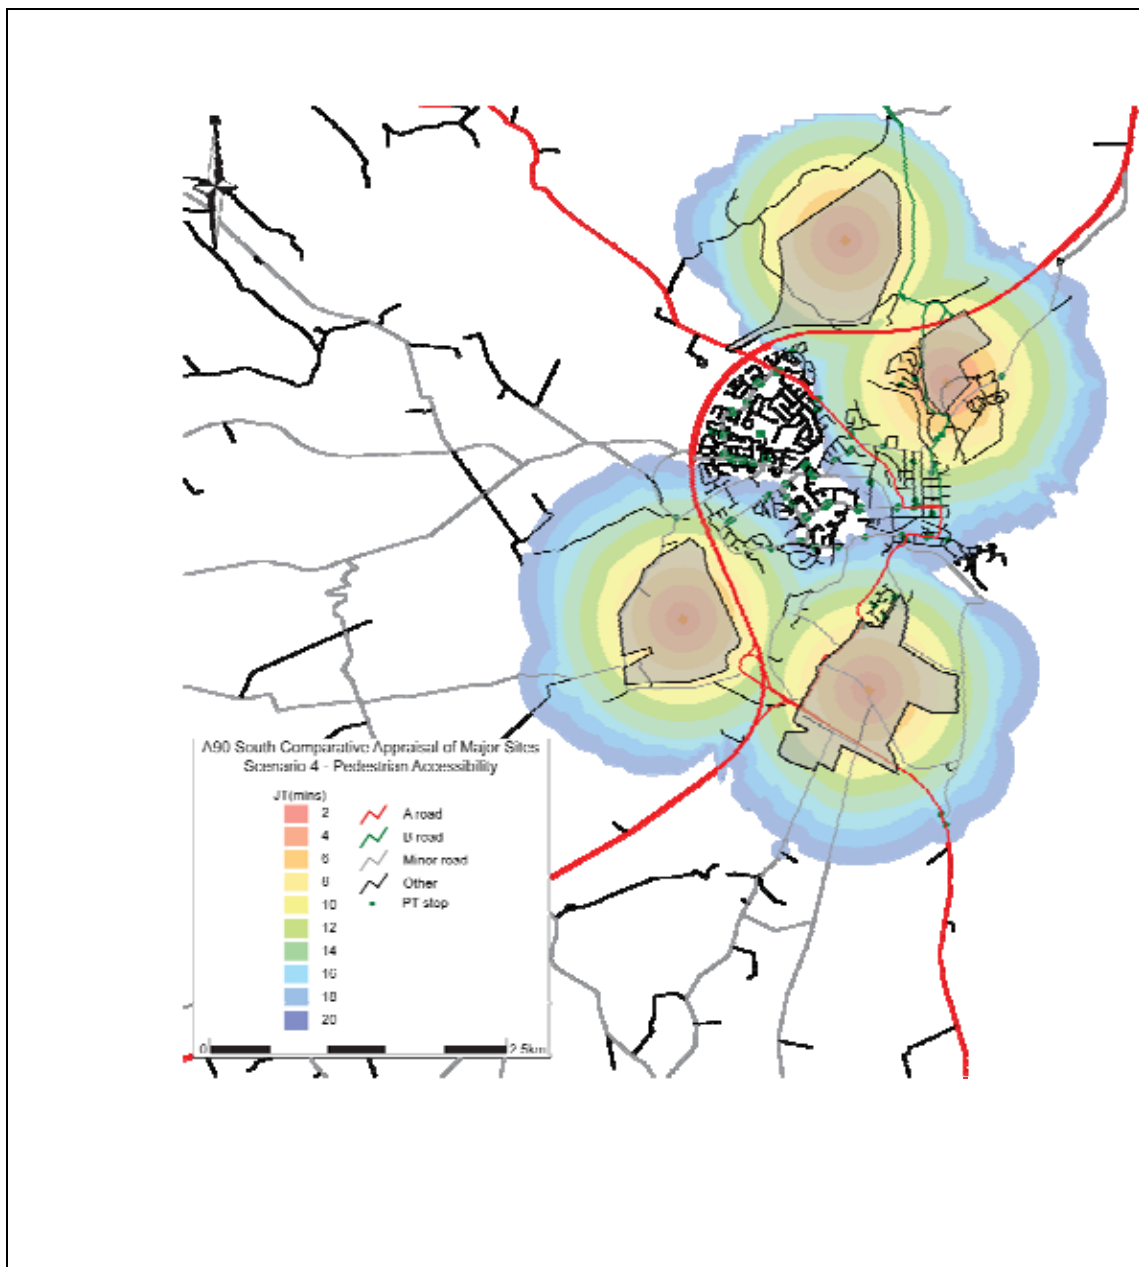 A90 South Comparative Appraisal of Major Sites
Scenario 4 - Pedestrian Accessibility
JT(mins)
2 A road
4 B road
6 Minor road
8 Other
10 PT stop
12
14
16
18
20
0 2.5km